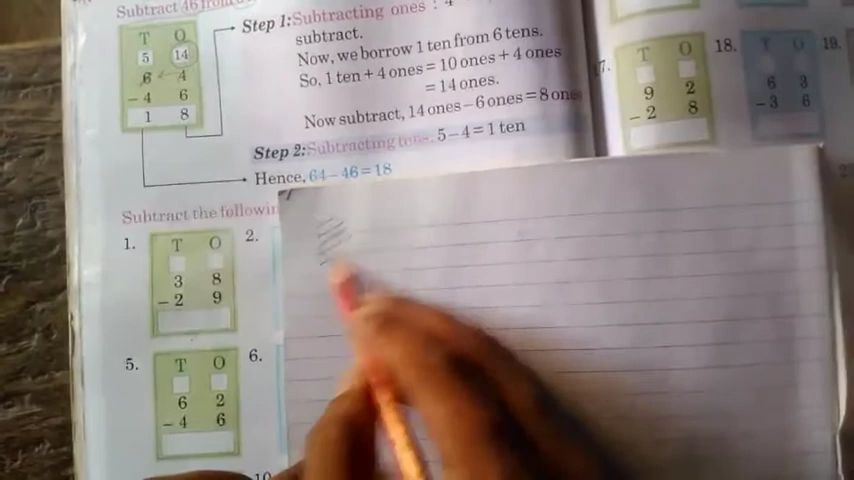 Subtract 46 from
T O
5 14
6 4
- 4 6
1 8
Step 1: Subtracting ones : 4
subtract.
Now, we borrow 1 ten from 6 tens.
So, 1 ten + 4 ones = 10 ones + 4 ones
= 14 ones.
Now subtract, 14 ones – 6 ones = 8 ones
Step 2: Subtracting tens– 5 – 4 = 1 ten
Hence, 64 – 46 = 18
Subtract the
1.
T O
3 8
- 2 9
2.
5.
T O
6 2
- 4 6
6.
10
T O
9 2
- 2 8
18.
T O
6 3
- 3 6
19.